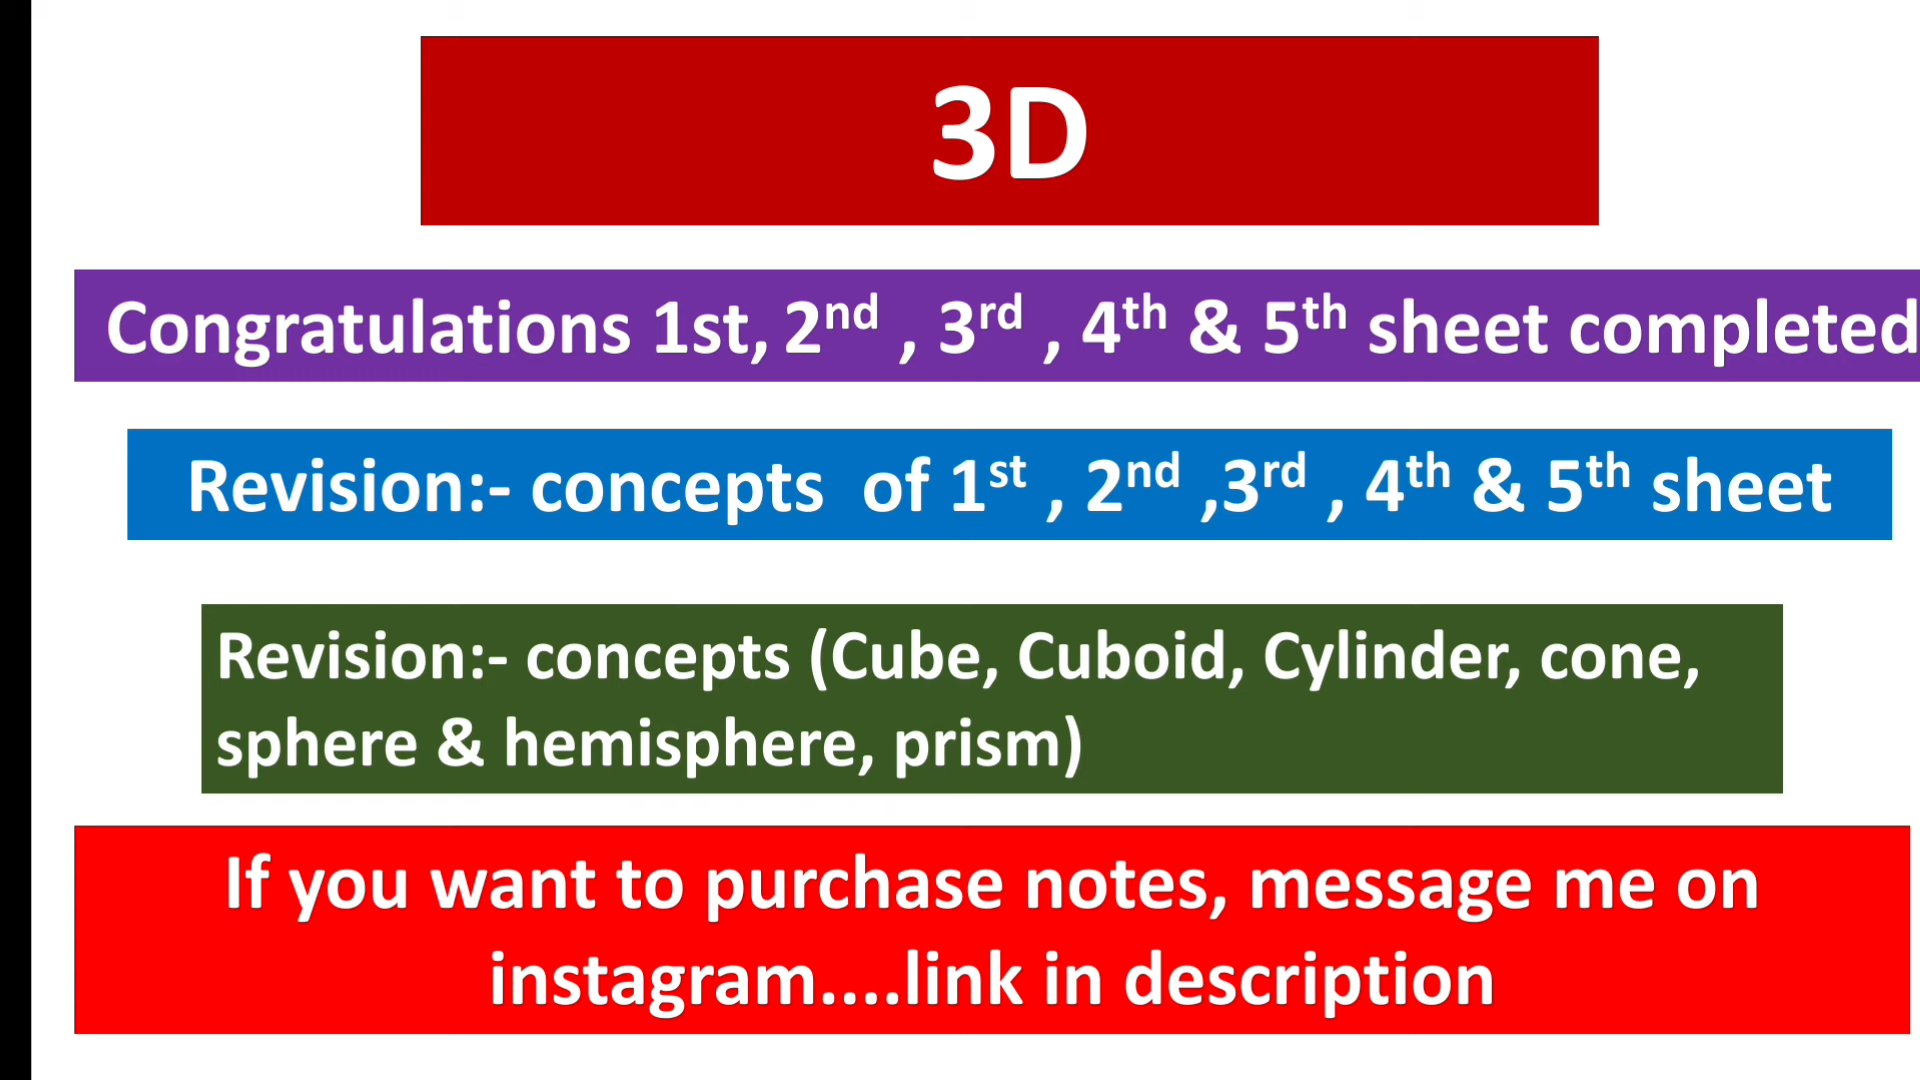 3D
Congratulations 1st, 2nd , 3rd , 4th & 5th sheet completed
Revision:- concepts  of 1st , 2nd ,3rd , 4th & 5th sheet
Revision:- concepts (Cube, Cuboid, Cylinder, cone,
sphere & hemisphere, prism)
If you want to purchase notes, message me on
instagram....link in description